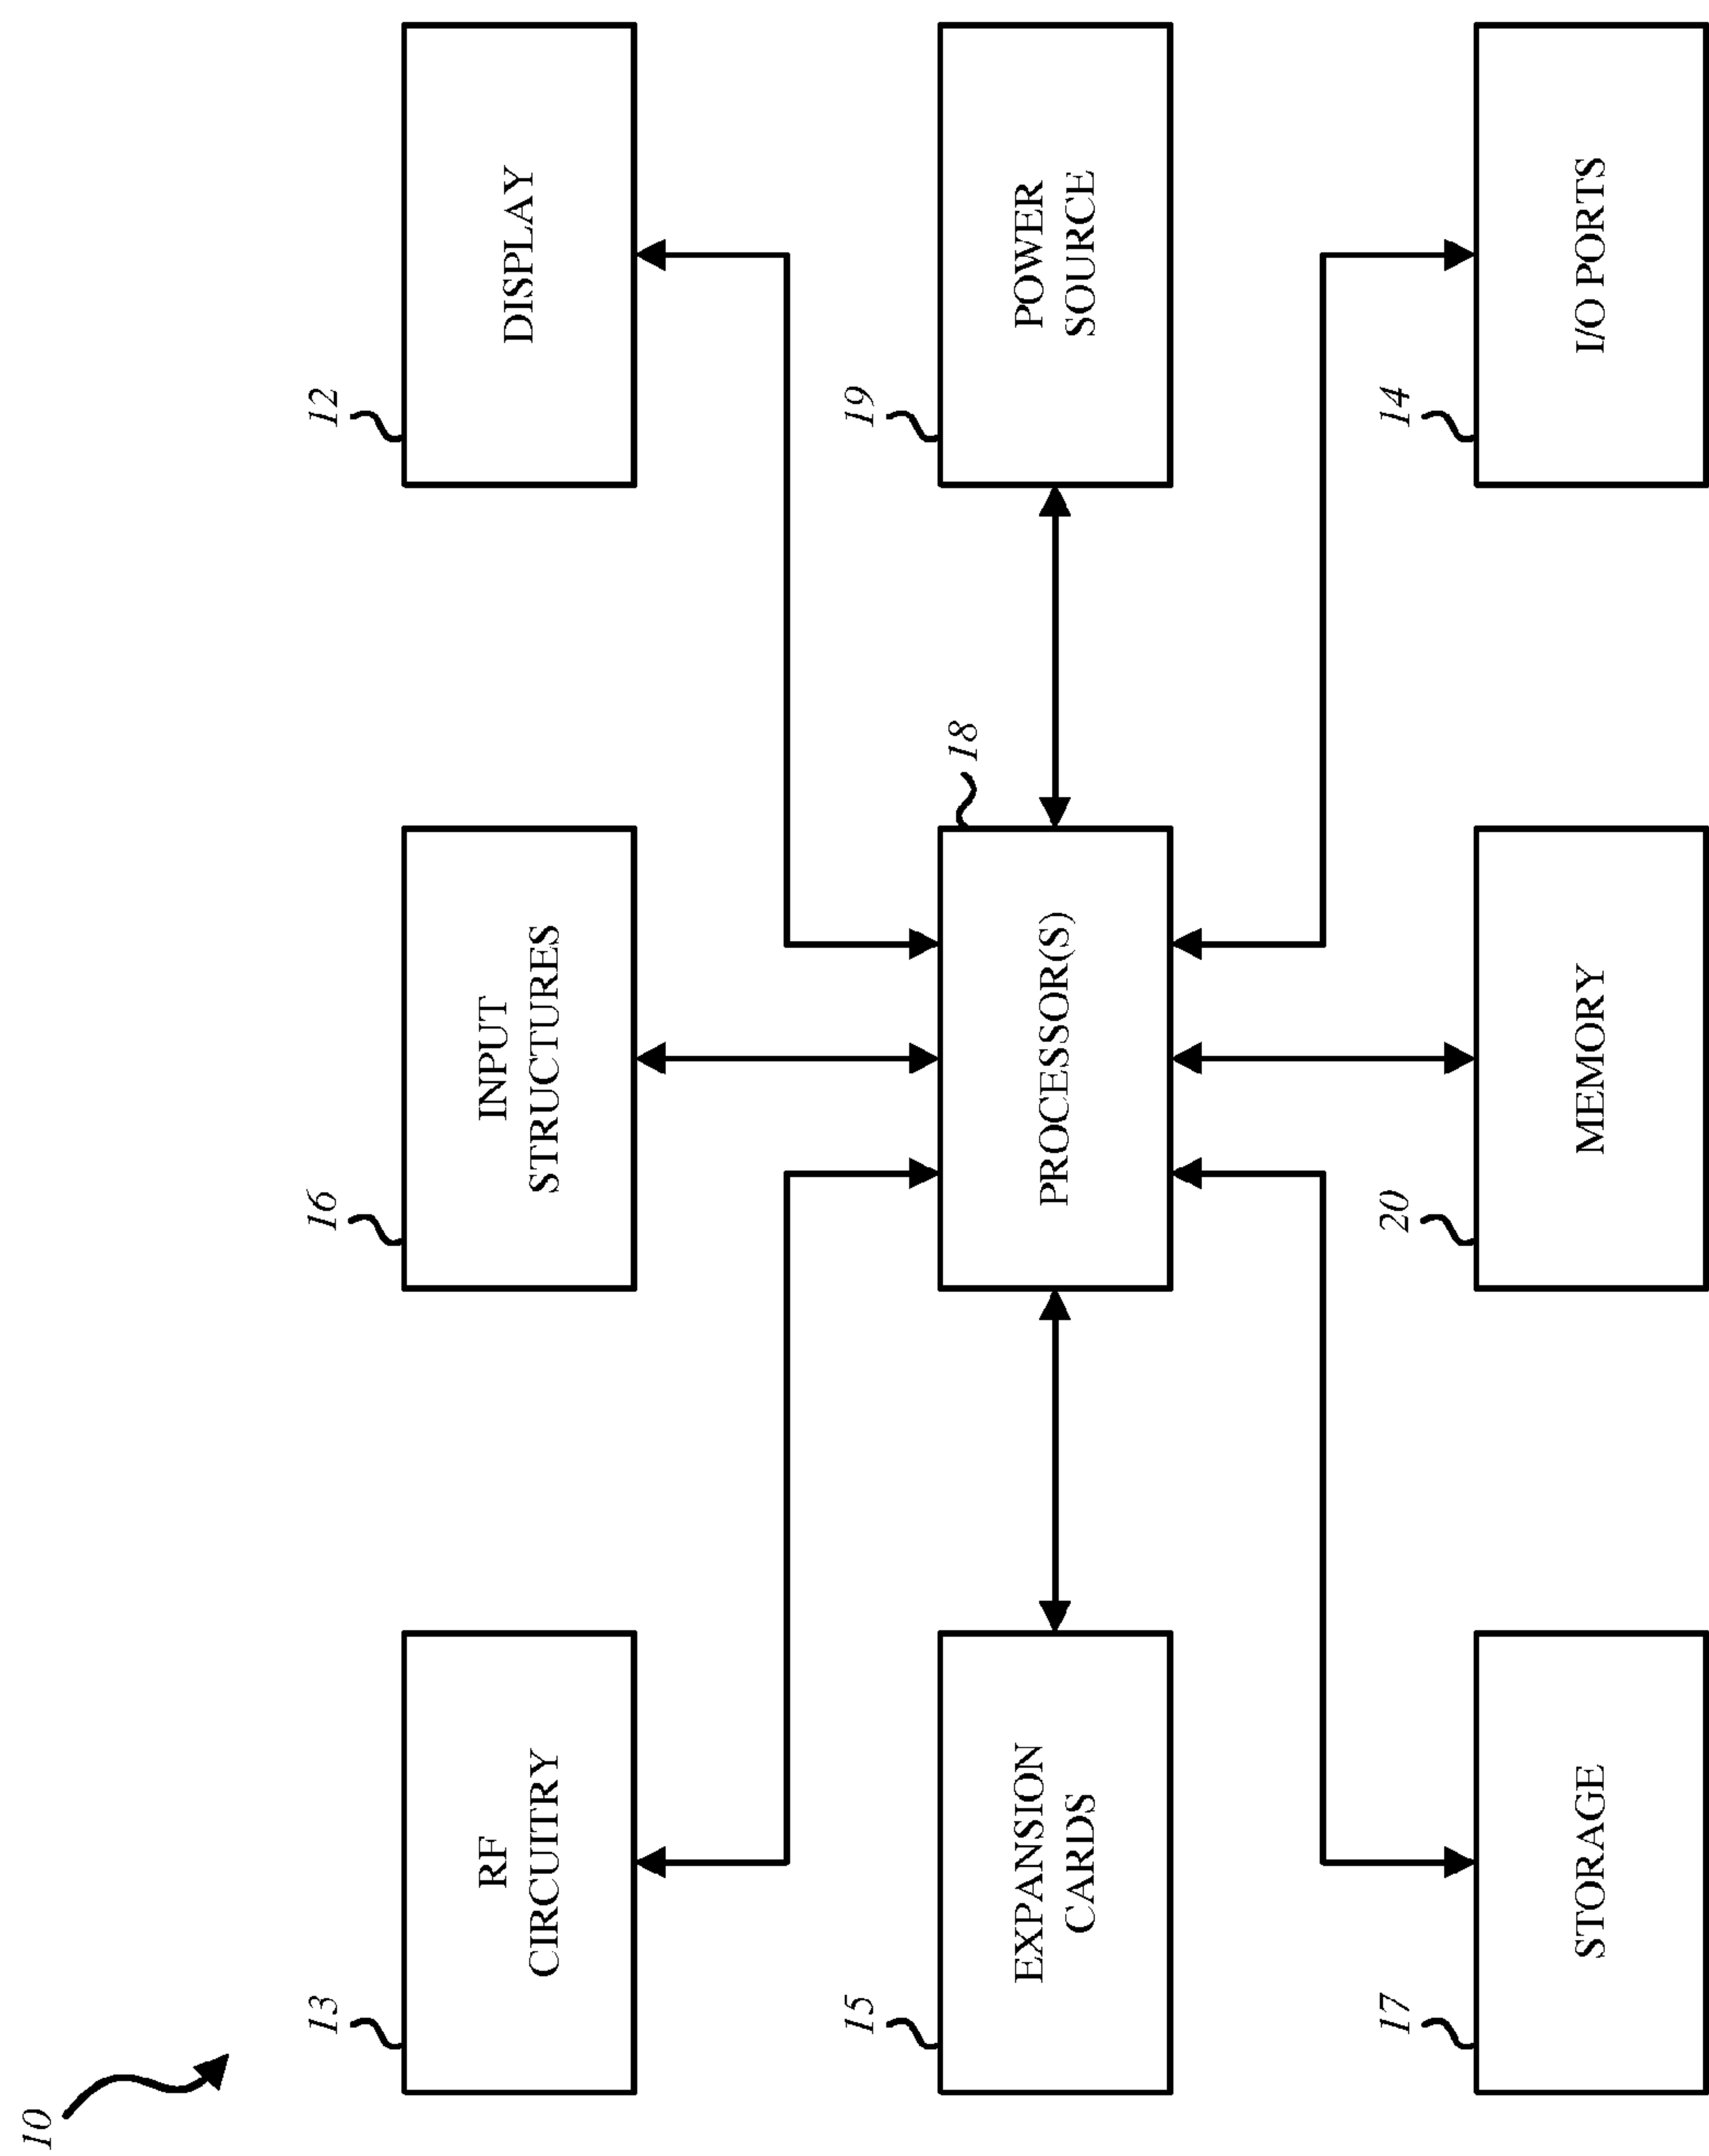 10
13
RF
CIRCUITRY
16
INPUT
STRUCTURES
12
DISPLAY
15
EXPANSION
CARDS
18
PROCESSOR(S)
19
POWER
SOURCE
17
STORAGE
20
MEMORY
14
I/O PORTS